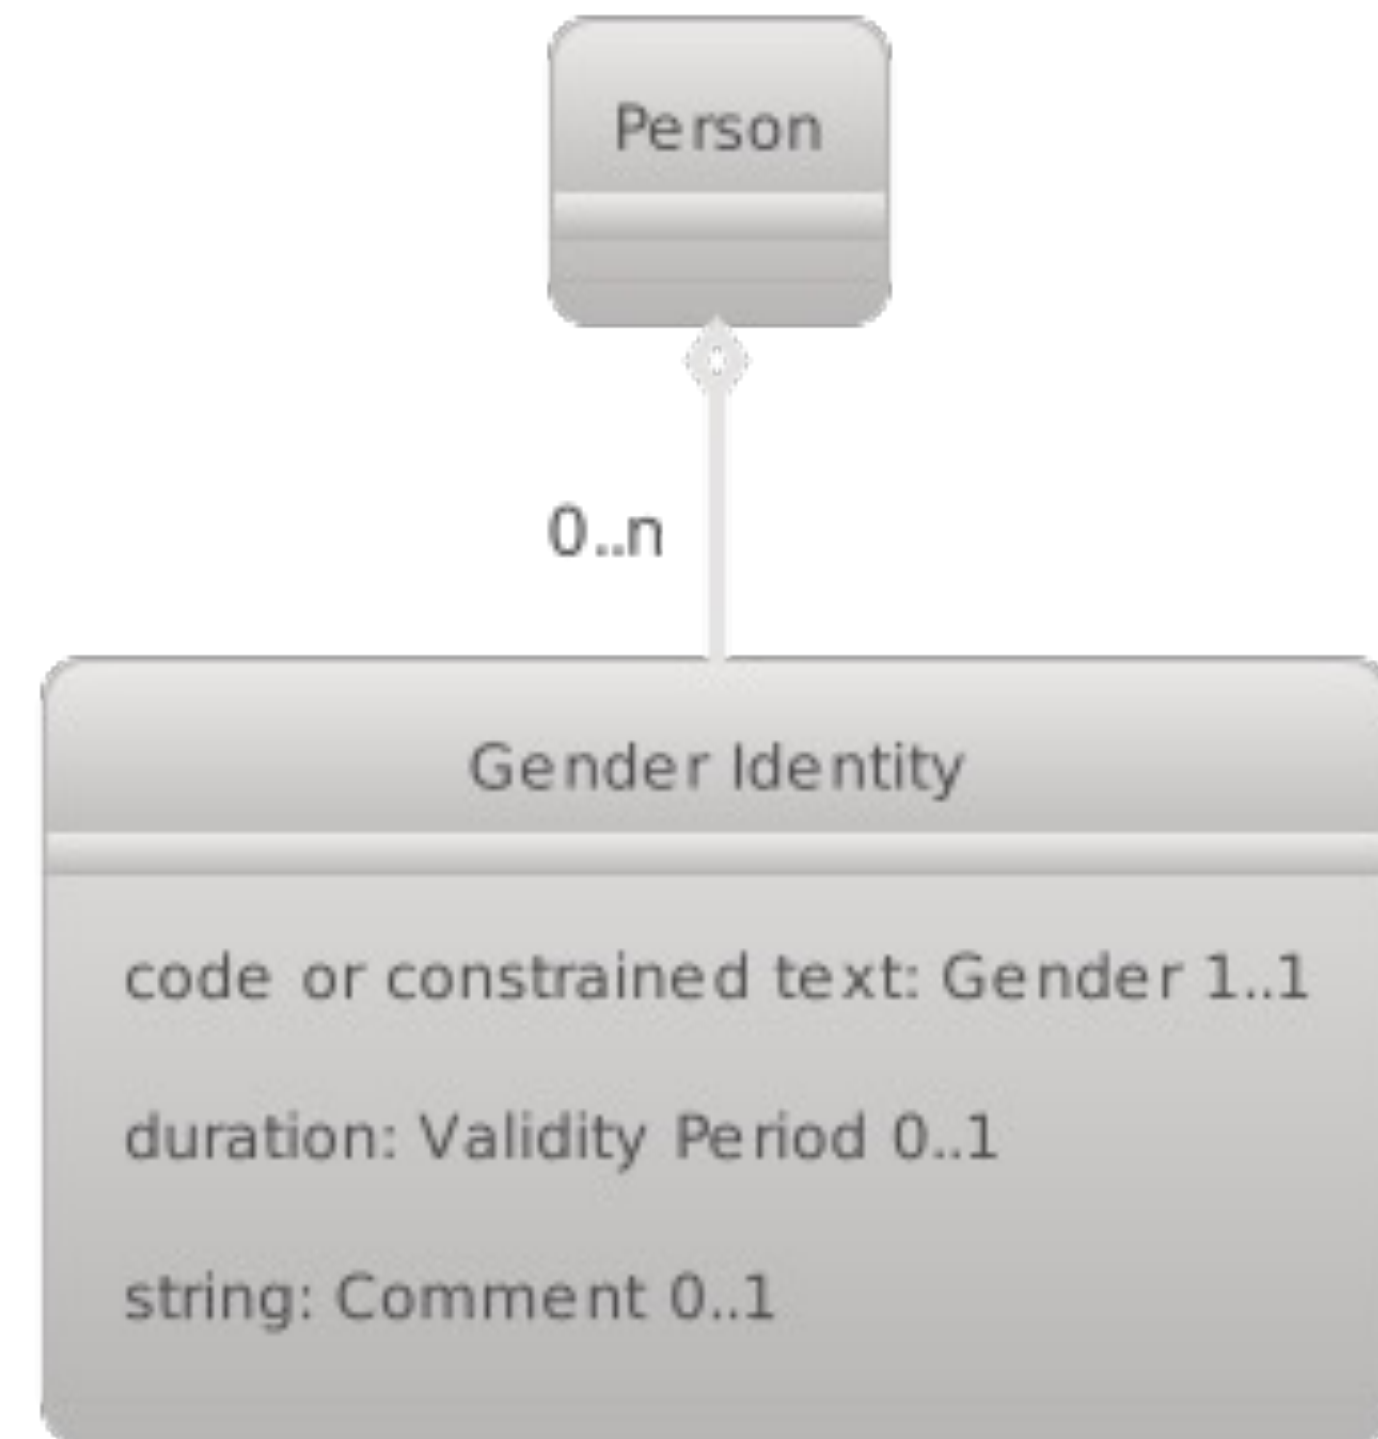 Person
0..n
Gender Identity
code or constrained text: Gender 1..1
duration: Validity Period 0..1
string: Comment 0..1